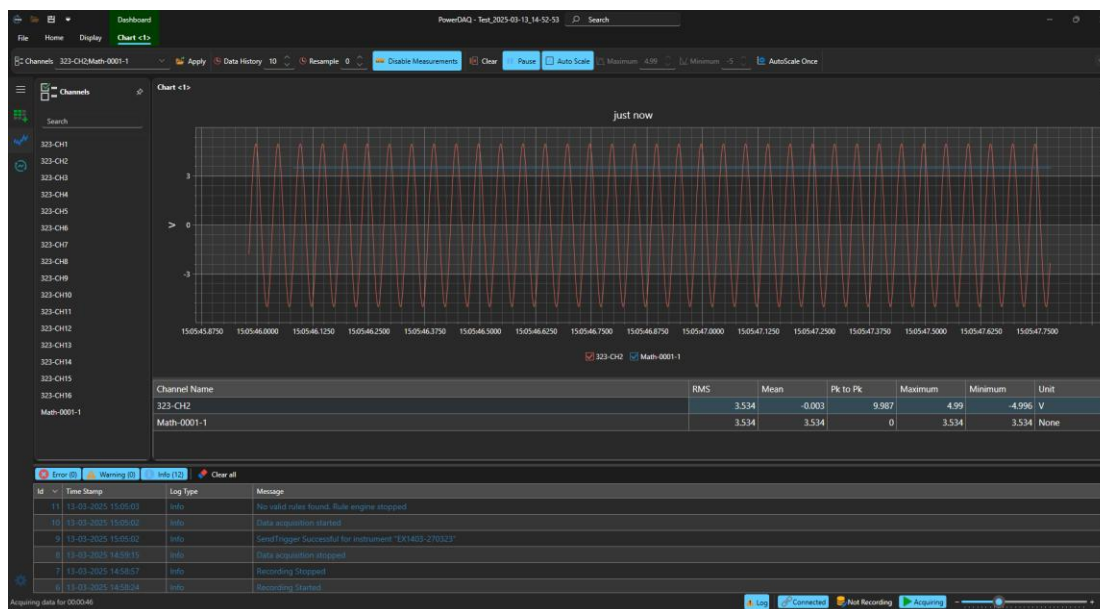 Dashboard PowerDAQ - Test_2025-03-13_14-52-53 Search
File Home Display Chart <1>
Channels 323-CH2;Math-0001-1 Apply Data History 10 Resample 0 Disable Measurements Clear Pause Auto Scale Maximum 4.99 Minimum -5 AutoScale Once
Channels
Search
323-CH1
323-CH2
323-CH3
323-CH4
323-CH5
323-CH6
323-CH7
323-CH8
323-CH9
323-CH10
323-CH11
323-CH12
323-CH13
323-CH14
323-CH15
323-CH16
Math-0001-1
Chart <1>
just now
3
V 0
-3
15:05:45.8750 15:05:46.0000 15:05:46.1250 15:05:46.2500 15:05:46.3750 15:05:46.5000 15:05:46.6250 15:05:46.7500 15:05:46.8750 15:05:47.0000 15:05:47.1250 15:05:47.2500 15:05:47.3750 15:05:47.5000 15:05:47.6250 15:05:47.7500
323-CH2 Math-0001-1
Channel Name RMS Mean Pk to Pk Maximum Minimum Unit
323-CH2 3.534 -0.003 9.987 4.99 -4.996 V
Math-0001-1 3.534 3.534 0 3.534 3.534 None
Error (0) Warning (0) Info (12) Clear all
Id Time Stamp Log Type Message
11 13-03-2025 15:05:03 Info No valid rules found. Rule engine stopped
10 13-03-2025 15:05:02 Info Data acquisition started
9 13-03-2025 15:05:02 Info SendTrigger Successful for instrument "EX1403-270323"
8 13-03-2025 14:59:15 Info Data acquisition stopped
7 13-03-2025 14:58:57 Info Recording Stopped
6 13-03-2025 14:58:24 Info Recording Started
Acquiring data for 00:00:46 Log Connected Not Recording Acquiring - +